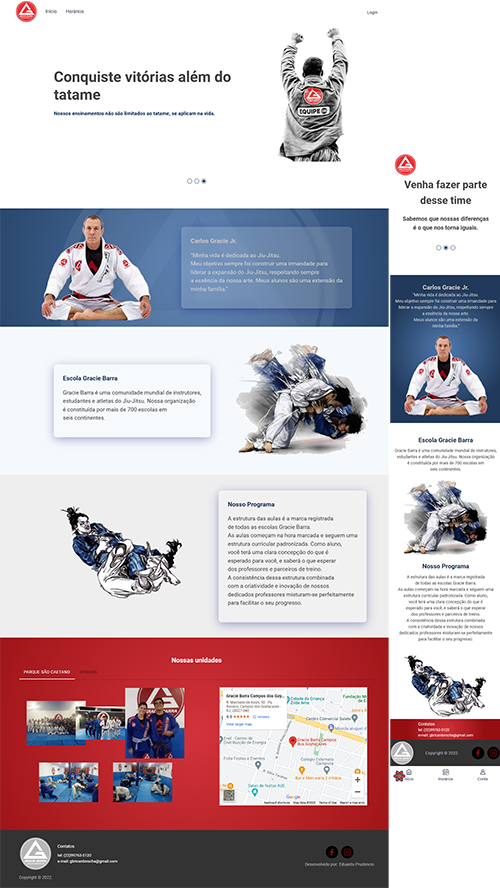 Início Horários Login
Conquiste vitórias além do
tatame
Nossos ensinamentos não são limitados ao tatame, se aplicam na vida.
EQUIPE
Carlos Gracie Jr.
"Minha vida é dedicada ao Jiu-Jitsu.
Meu objetivo sempre foi construir uma irmandade para
liderar a expansão do Jiu-Jitsu, respeitando sempre
a essência da nossa arte. Meus alunos são uma extensão da
minha família."
Escola Gracie Barra
Gracie Barra é uma comunidade mundial de instrutores,
estudantes e atletas do Jiu-Jitsu. Nossa organização
é constituída por mais de 700 escolas em
seis continentes.
Nosso Programa
A estrutura das aulas é a marca registrada
de todas as escolas Gracie Barra.
As aulas começam na hora marcada e seguem uma
estrutura curricular padronizada. Como aluno,
você terá uma clara concepção do que é
esperado para você, e saberá o que esperar
dos professores e parceiros de treino.
A consistência dessa estrutura combinada
com a criatividade e inovação de nossos
dedicados professores misturam-se perfeitamente
para facilitar o seu progresso.
Nossas unidades
PARQUE SÃO CAETANO
Gracie Barra Campos dos Goy...
View larger map
Gracie Barra Campos
dos Goytacazes
Google
Contatos
tel: (22)99763-0120
e-mail: gbricardorocha@gmail.com
Copyright © 2022
Desenvolvido por: Eduardo Prudencio
Venha fazer parte
desse time
Sabemos que nossas diferenças
é o que nos torna iguais.
Carlos Gracie Jr.
"Minha vida é dedicada ao Jiu-Jitsu.
Meu objetivo sempre foi construir uma irmandade para
liderar a expansão do Jiu-Jitsu, respeitando sempre
a essência da nossa arte.
Meus alunos são uma extensão da
minha família."
Escola Gracie Barra
Gracie Barra é uma comunidade mundial de instrutores,
estudantes e atletas do Jiu-Jitsu. Nossa organização
é constituída por mais de 700 escolas em
seis continentes.
Nosso Programa
A estrutura das aulas é a marca registrada
de todas as escolas Gracie Barra.
As aulas começam na hora marcada e seguem uma
estrutura curricular padronizada. Como aluno,
você terá uma clara concepção do que é
esperado para você, e saberá o que esperar
dos professores e parceiros de treino.
A consistência dessa estrutura combinada
com a criatividade e inovação de nossos
dedicados professores misturam-se perfeitamente
para facilitar o seu progresso.
Contatos
tel: (22)99763-0120
e-mail: gbricardorocha@gmail.com
Copyright © 2022
Início Horários Conta